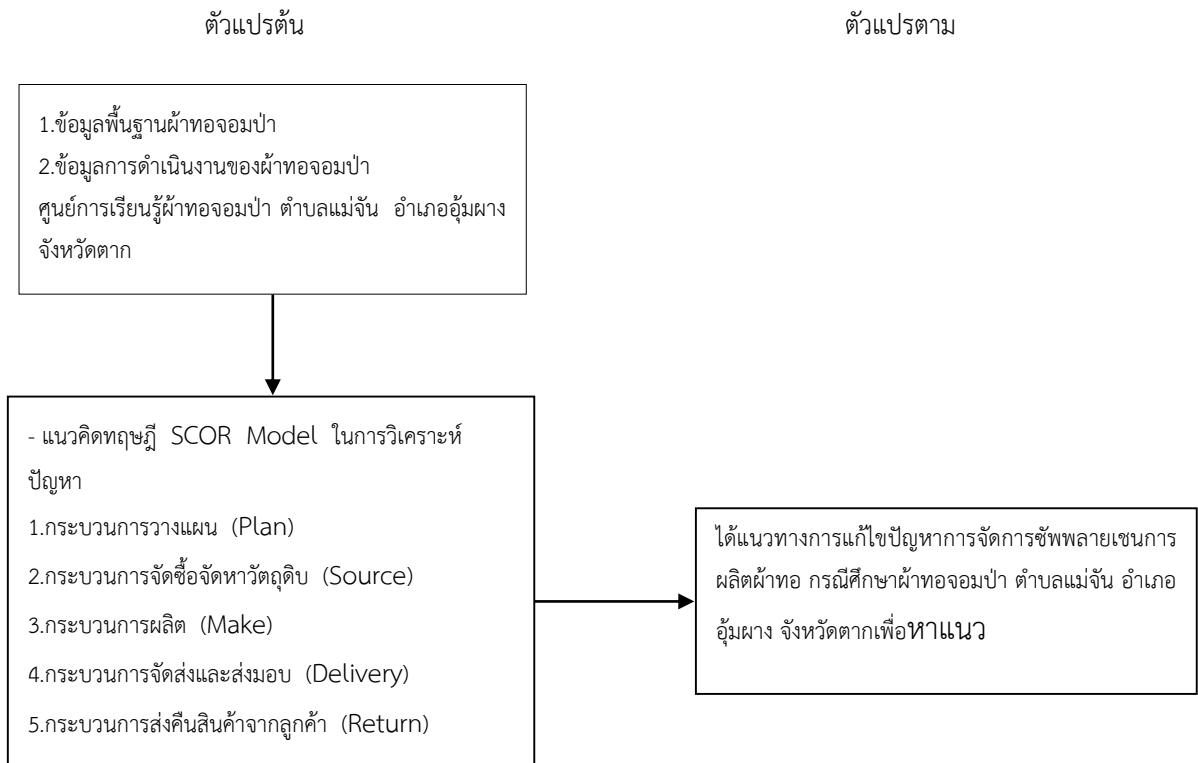 ตัวแปรต้น
ตัวแปรตาม
1.ข้อมูลพื้นฐานผ้าทอจอมป่า
2.ข้อมูลการดำเนินงานของผ้าทอจอมป่า
ศูนย์การเรียนรู้ผ้าทอจอมป่า ตำบลแม่จัน อำเภออุ้มผาง
จังหวัดตาก
- แนวคิดทฤษฎี SCOR Model ในการวิเคราะห์
ปัญหา
1.กระบวนการวางแผน (Plan)
2.กระบวนการจัดซื้อจัดหาวัตถุดิบ (Source)
3.กระบวนการผลิต (Make)
4.กระบวนการจัดส่งและส่งมอบ (Delivery)
5.กระบวนการส่งคืนสินค้าจากลูกค้า (Return)
ได้แนวทางการแก้ไขปัญหาการจัดการซัพพลายเชนการ
ผลิตผ้าทอ กรณีศึกษาผ้าทอจอมป่า ตำบลแม่จัน อำเภอ
อุ้มผาง จังหวัดตากเพื่อหาแนว